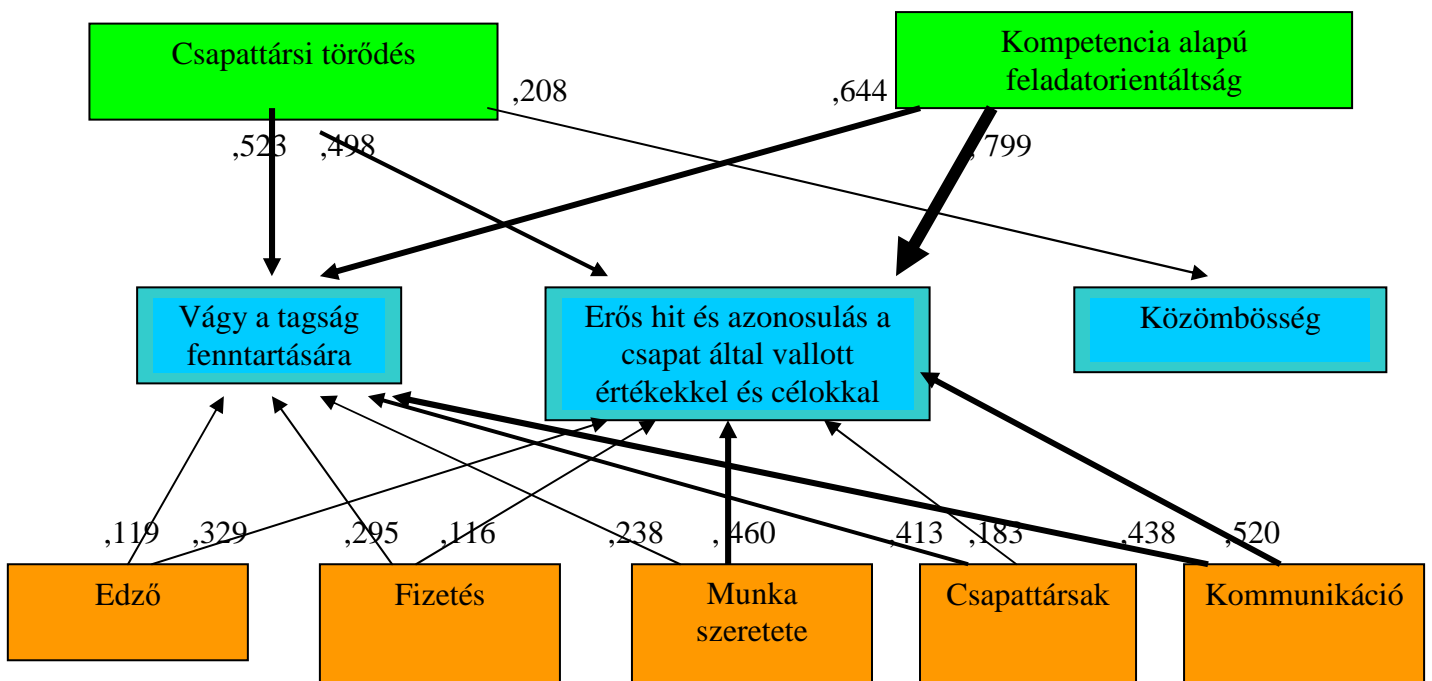 Csapattársi törődés
Kompetencia alapú
feladatorientáltság
,208
,644
,523
,498
, 799
Vágy a tagság
fenntartására
Erős hit és azonosulás a
csapat által vallott
értékekkel és célokkal
Közömbösség
,119
,329
,295
,116
,238
, 460
,413
,183
,438
,520
Edző
Fizetés
Munka
szeretete
Csapattársak
Kommunikáció